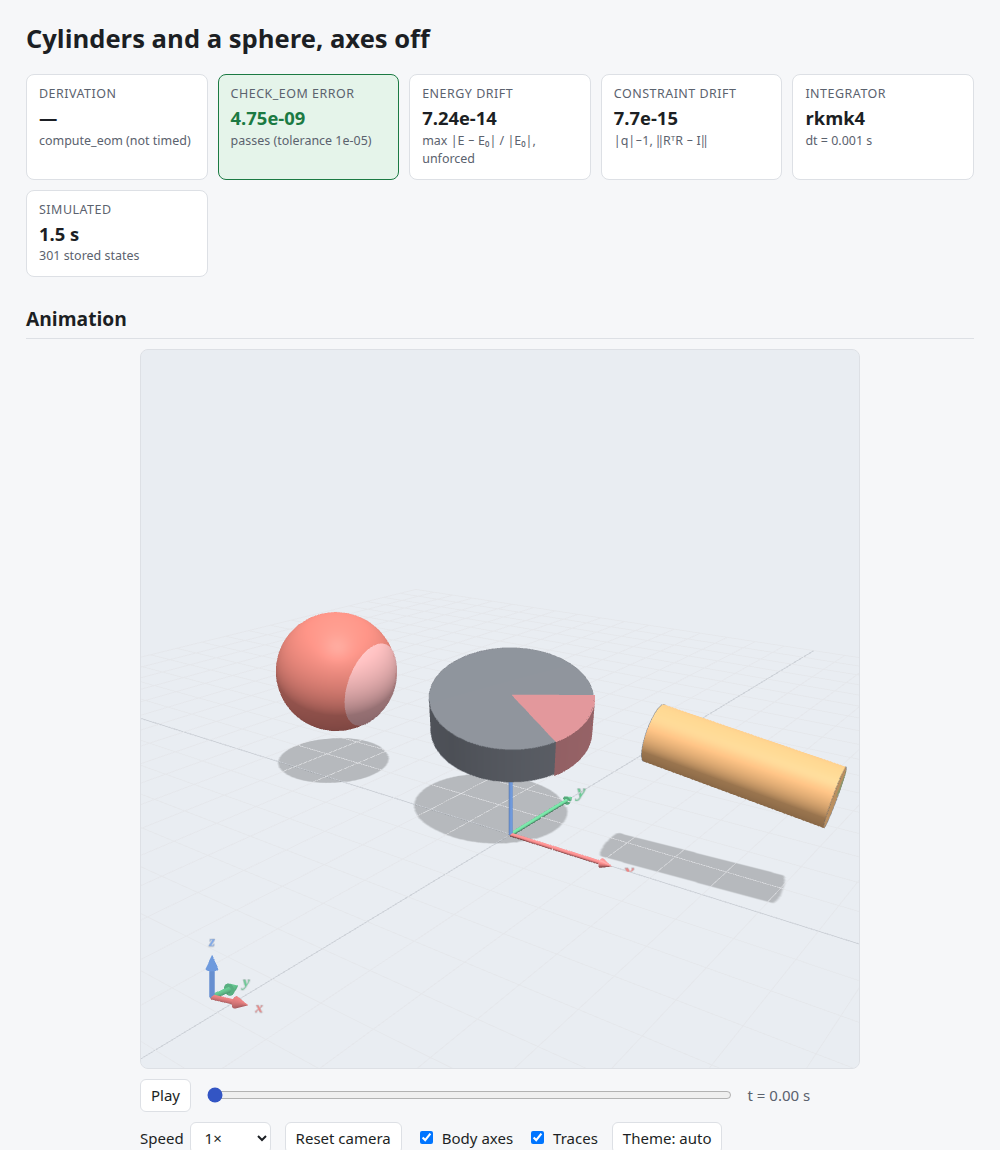 Cylinders and a sphere, axes off
DERIVATION
—
compute_eom (not timed)
CHECK_EOM ERROR
4.75e-09
passes (tolerance 1e-05)
ENERGY DRIFT
7.24e-14
max |E − E₀| / |E₀|,
unforced
CONSTRAINT DRIFT
7.7e-15
|q|−1, ‖RᵀR − I‖
INTEGRATOR
rkmk4
dt = 0.001 s
SIMULATED
1.5 s
301 stored states
Animation
y
z
y
x
Play
t = 0.00 s
Speed
1×
Reset camera
Body axes
Traces
Theme: auto